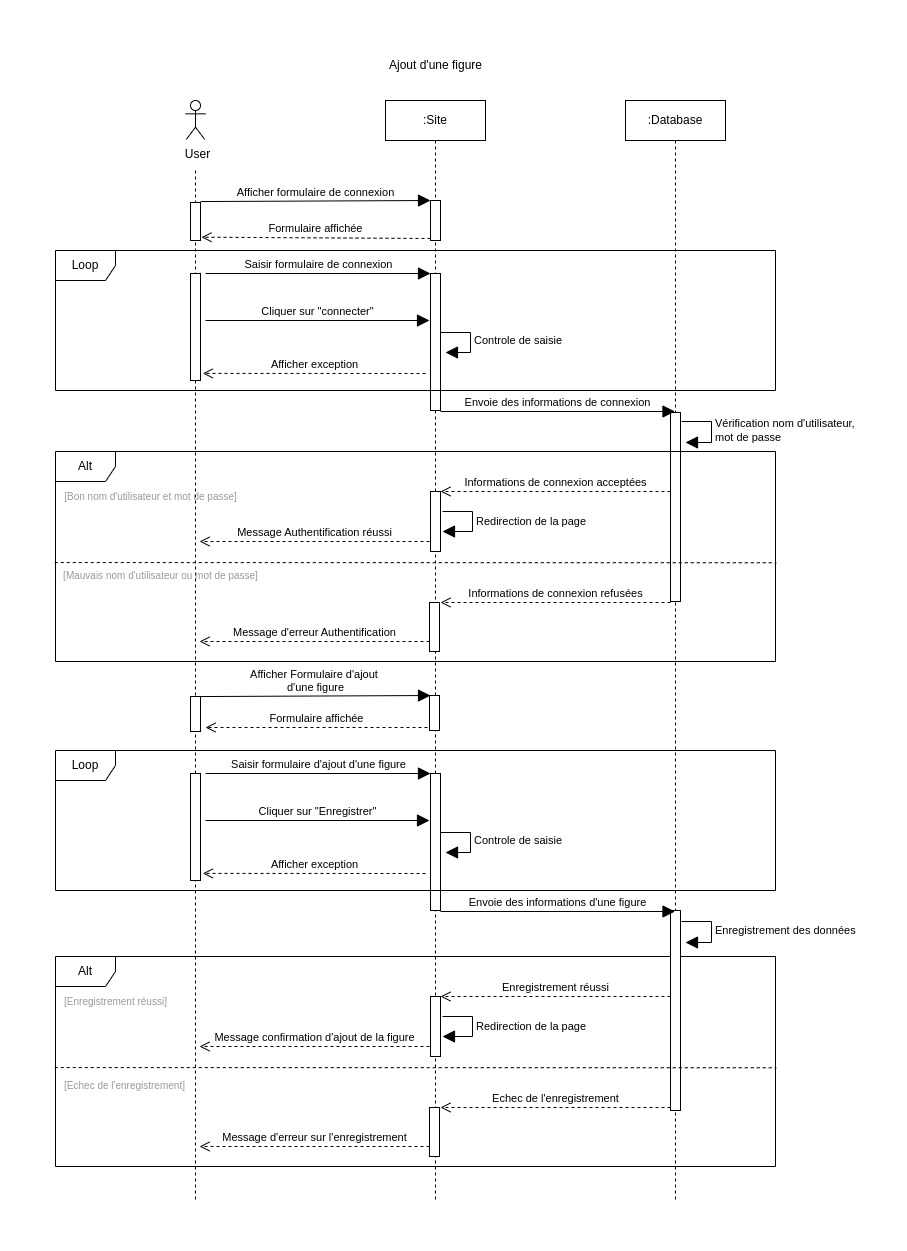 Ajout d'une figure
:Site
:Database
User
Afficher formulaire de connexion
Formulaire affichée
Loop
Saisir formulaire de connexion
Cliquer sur "connecter"
Controle de saisie
Afficher exception
Envoie des informations de connexion
Vérification nom d'utilisateur,
mot de passe
Alt
Informations de connexion acceptées
[Bon nom d'utilisateur et mot de passe]
Redirection de la page
Message Authentification réussi
[Mauvais nom d'utilisateur ou mot de passe]
Informations de connexion refusées
Message d'erreur Authentification
Afficher Formulaire d'ajout
d'une figure
Formulaire affichée
Loop
Saisir formulaire d'ajout d'une figure
Cliquer sur "Enregistrer"
Controle de saisie
Afficher exception
Envoie des informations d'une figure
Enregistrement des données
Alt
Enregistrement réussi
[Enregistrement réussi]
Redirection de la page
Message confirmation d'ajout de la figure
[Echec de l'enregistrement]
Echec de l'enregistrement
Message d'erreur sur l'enregistrement